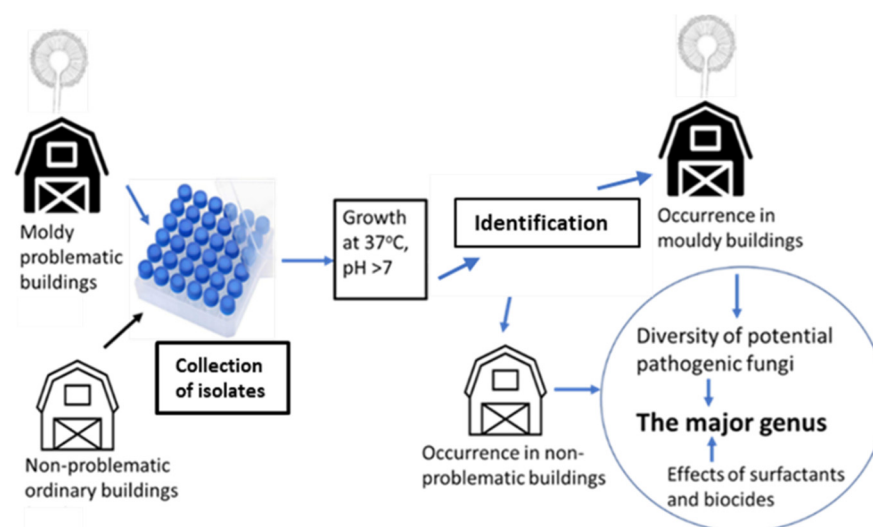 Moldy
problematic
buildings
Collection
of isolates
Non-problematic
ordinary buildings
Growth
at 37°C,
pH >7
Identification
Occurrence in
mouldy buildings
Occurrence in non-
problematic buildings
Diversity of potential
pathogenic fungi
The major genus
Effects of surfactants
and biocides